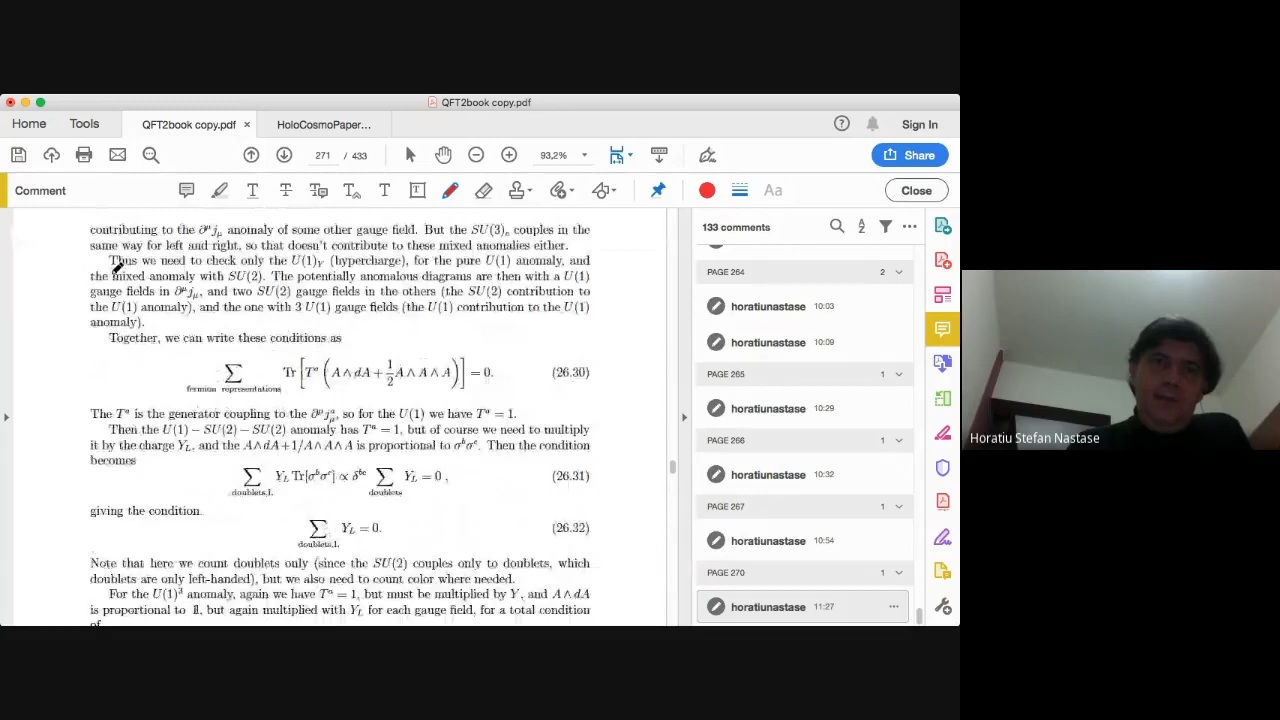 QFT2book copy.pdf
Home
Tools
QFT2book copy.pdf ×
HoloCosmoPaper...
Sign In
271 / 433
93,2%
Share
Comment
Aa
Close
contributing to the ∂^μ j_μ anomaly of some other gauge field. But the SU(3)_c couples in the
same way for left and right, so that doesn't contribute to these mixed anomalies either.
Thus we need to check only the U(1)_Y (hypercharge), for the pure U(1) anomaly, and
the mixed anomaly with SU(2). The potentially anomalous diagrams are then with a U(1)
gauge fields in ∂^μ j_μ, and two SU(2) gauge fields in the others (the SU(2) contribution to
the U(1) anomaly), and the one with 3 U(1) gauge fields (the U(1) contribution to the U(1)
anomaly).
Together, we can write these conditions as
∑_{fermion representations} Tr [T^a (A ∧ dA + 1/2 A ∧ A ∧ A)] = 0. (26.30)
The T^a is the generator coupling to the ∂^μ j^a_μ, so for the U(1) we have T^a = 1.
Then the U(1) − SU(2) − SU(2) anomaly has T^a = 1, but of course we need to multiply
it by the charge Y_L, and the A∧dA+1/A∧A∧A is proportional to σ^b σ^c. Then the condition
becomes
∑_{doublets,L} Y_L Tr[σ^b σ^c] ∝ δ^{bc} ∑_{doublets} Y_L = 0 , (26.31)
giving the condition
∑_{doublets,L} Y_L = 0. (26.32)
Note that here we count doublets only (since the SU(2) couples only to doublets, which
doublets are only left-handed), but we also need to count color where needed.
For the U(1)^3 anomaly, again we have T^a = 1, but must be multiplied by Y, and A∧dA
is proportional to 1, but again multiplied with Y_L for each gauge field, for a total condition
of
133 comments
PAGE 264 2
horatiunastase 10:03
horatiunastase 10:09
PAGE 265 1
horatiunastase 10:29
PAGE 266 1
horatiunastase 10:32
PAGE 267 1
horatiunastase 10:54
PAGE 270 1
horatiunastase 11:27
Horatiu Stefan Nastase